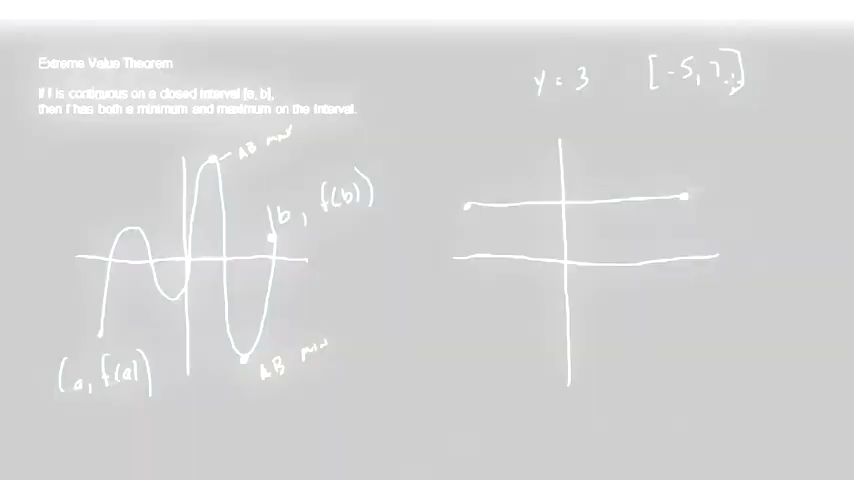 Extreme Value Theorem
If f is continuous on a closed interval [a, b],
then f has both a minimum and maximum on the interval.
y = 3 [-5, 7]
AB max
(b, f(b))
(a, f(a))
AB min